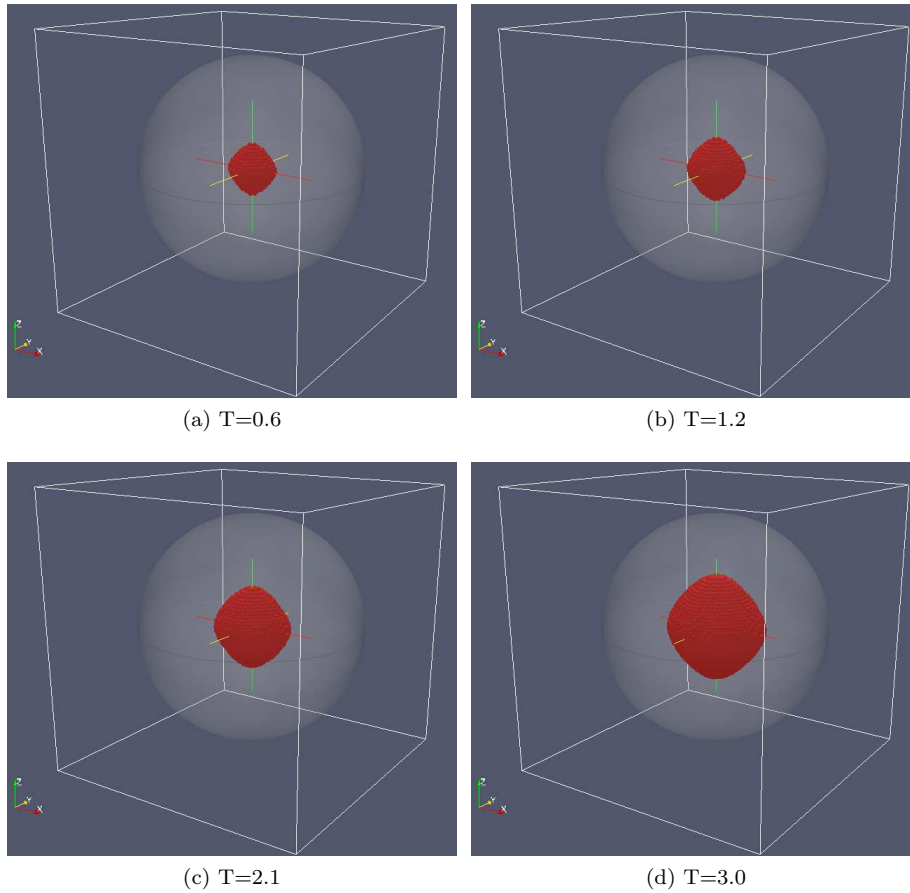 Z
Y
X
Z
Y
X
(a) T=0.6
(b) T=1.2
Z
Y
X
Z
Y
X
(c) T=2.1
(d) T=3.0